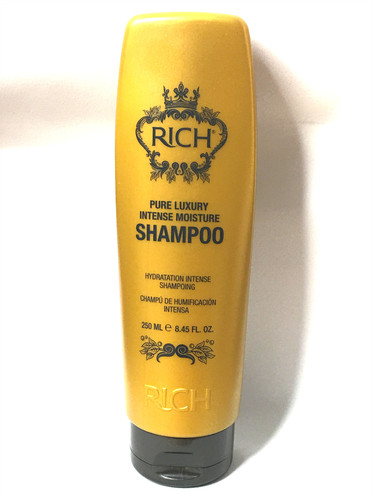 RICH®
PURE LUXURY
INTENSE MOISTURE
SHAMPOO
HYDRATATION INTENSE
SHAMPOING
CHAMPÚ DE HUMIFICACIÓN
INTENSA
250 ML ℮ 8.45 FL. OZ.
RICH